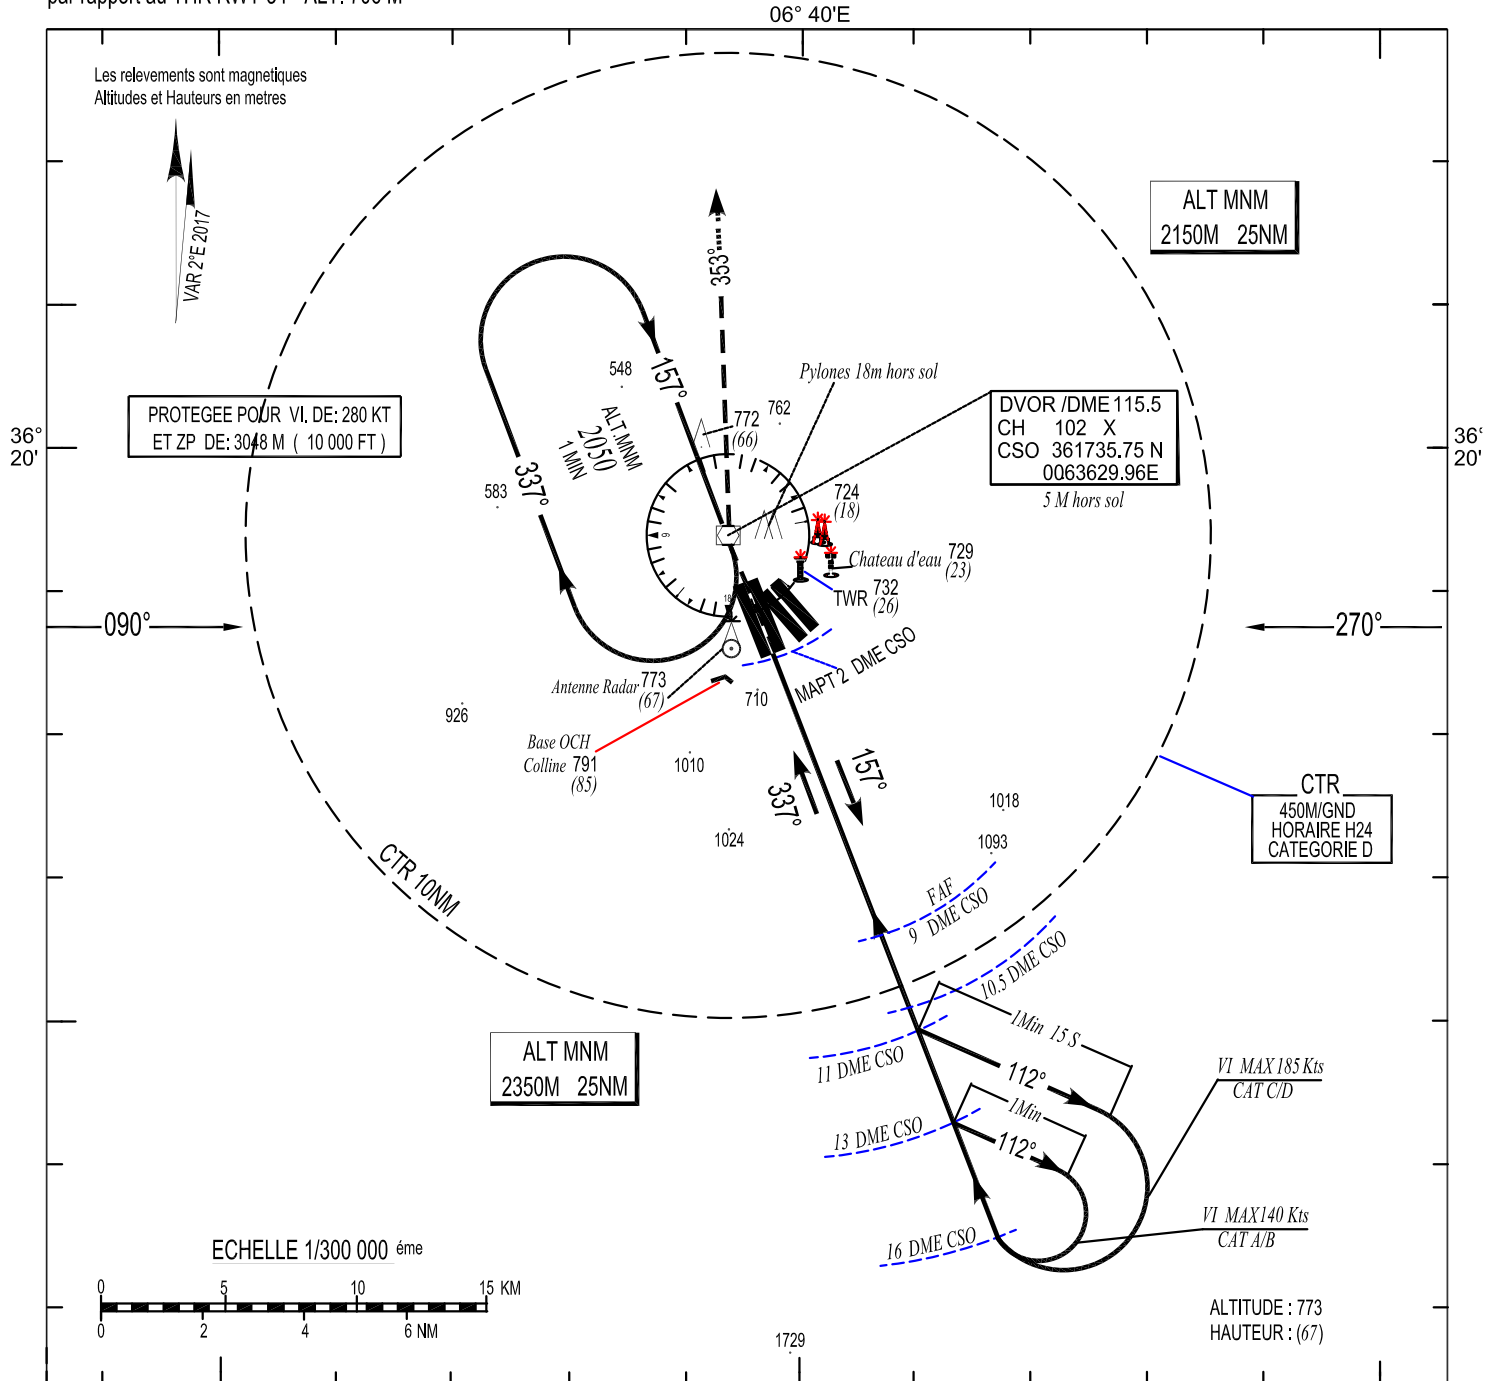 06° 40'E
Les relevements sont magnetiques
Altitudes et Hauteurs en metres
VAR 2°E 2017
ALT MNM
2150M 25NM
353°
157°
548
Pylones 18m hors sol
762
772
(66)
ALT.MNM
2050
1 MIN
337°
583
PROTEGEE POUR VI. DE: 280 KT
ET ZP DE: 3048 M ( 10 000 FT )
36°
20'
36°
20'
DVOR /DME 115.5
CH 102 X
CSO 361735.75 N
0063629.96E
5 M hors sol
724
(18)
9
18
Chateau d'eau 729
(23)
TWR 732
(26)
090°
270°
MAPT 2 DME CSO
Antenne Radar 773
(67)
710
926
Base OCH
Colline 791
(85)
1010
1024
337°
157°
1018
1093
CTR
450M/GND
HORAIRE H24
CATEGORIE D
CTR 10NM
FAF
9 DME CSO
10.5 DME CSO
11 DME CSO
1Min 15 S
112°
VI MAX 185 Kts
CAT C/D
ALT MNM
2350M 25NM
13 DME CSO
1Min
112°
VI MAX140 Kts
CAT A/B
16 DME CSO
ECHELLE 1/300 000 éme
0 5 10 15 KM
0 2 4 6 NM
1729
ALTITUDE : 773
HAUTEUR : (67)